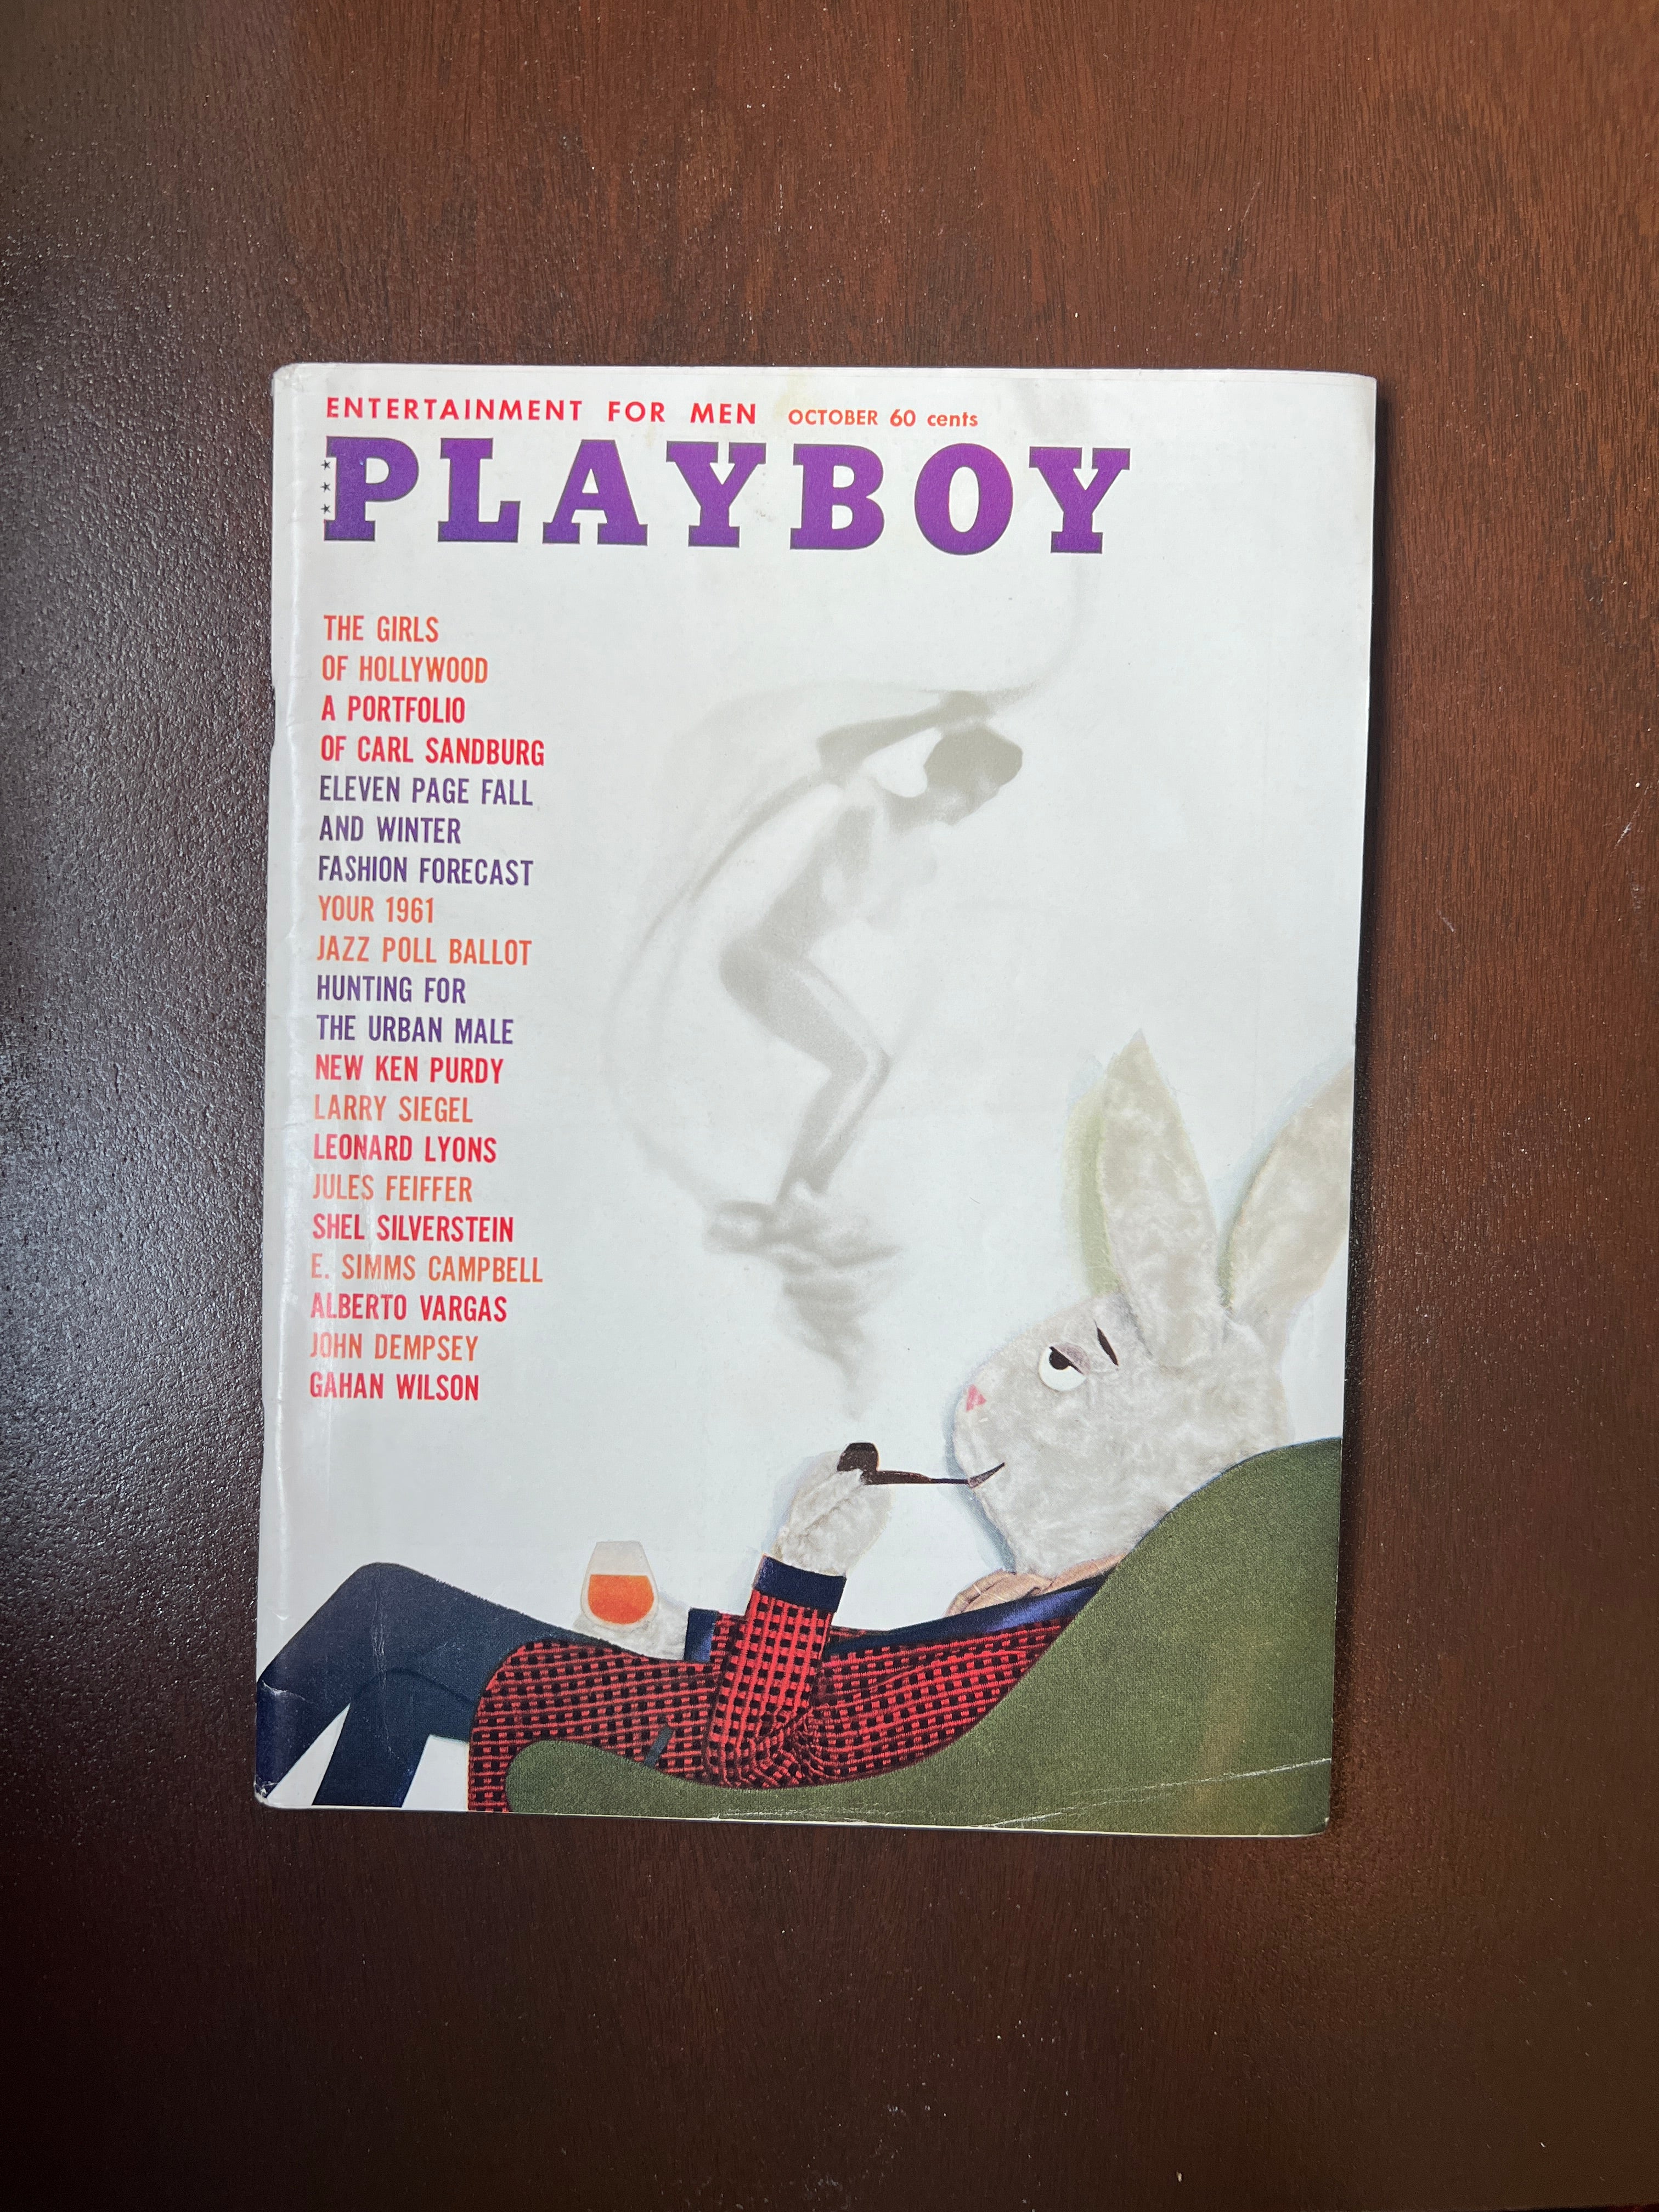 ENTERTAINMENT FOR MEN OCTOBER 60 cents
PLAYBOY
THE GIRLS
OF HOLLYWOOD
A PORTFOLIO
OF CARL SANDBURG
ELEVEN PAGE FALL
AND WINTER
FASHION FORECAST
YOUR 1961
JAZZ POLL BALLOT
HUNTING FOR
THE URBAN MALE
NEW KEN PURDY
LARRY SIEGEL
LEONARD LYONS
JULES FEIFFER
SHEL SILVERSTEIN
E. SIMMS CAMPBELL
ALBERTO VARGAS
JOHN DEMPSEY
GAHAN WILSON